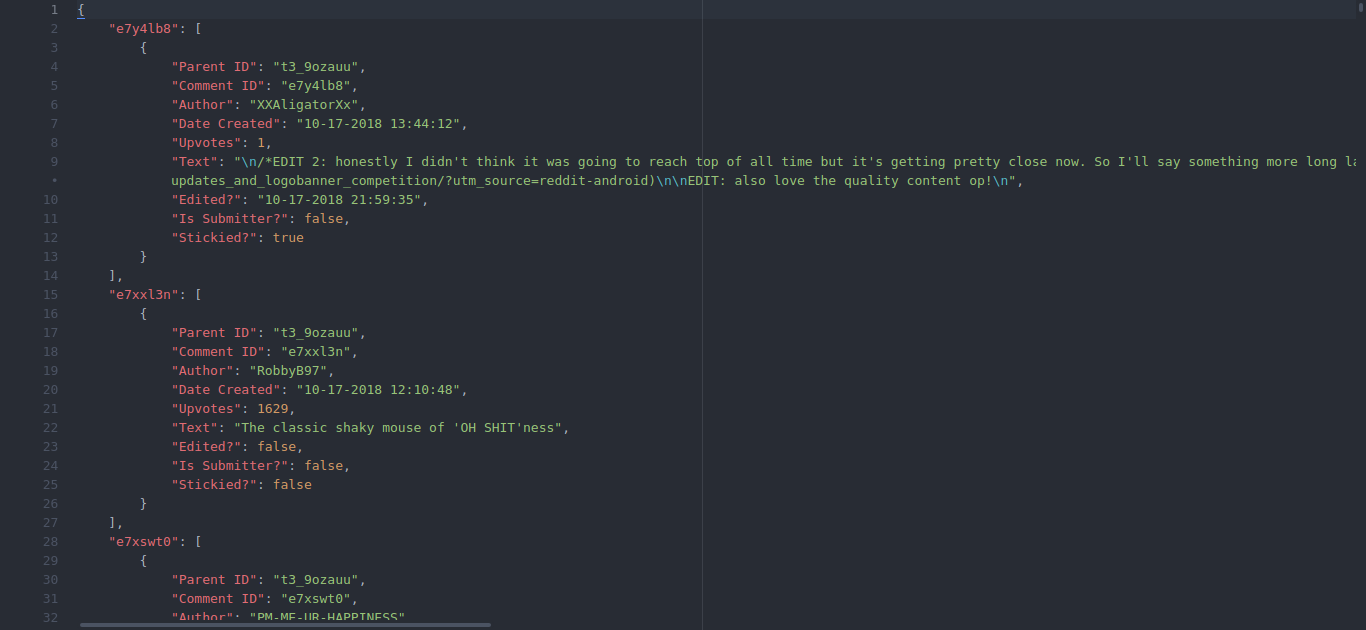 1 {
2 "e7y4lb8": [
3 {
4 "Parent ID": "t3_9ozauu",
5 "Comment ID": "e7y4lb8",
6 "Author": "XXAligatorXx",
7 "Date Created": "10-17-2018 13:44:12",
8 "Upvotes": 1,
9 "Text": "\n/*EDIT 2: honestly I didn't think it was going to reach top of all time but it's getting pretty close now. So I'll say something more long la
• updates_and_logobanner_competition/?utm_source=reddit-android)\n\nEDIT: also love the quality content op!\n",
10 "Edited?": "10-17-2018 21:59:35",
11 "Is Submitter?": false,
12 "Stickied?": true
13 }
14 ],
15 "e7xxl3n": [
16 {
17 "Parent ID": "t3_9ozauu",
18 "Comment ID": "e7xxl3n",
19 "Author": "RobbyB97",
20 "Date Created": "10-17-2018 12:10:48",
21 "Upvotes": 1629,
22 "Text": "The classic shaky mouse of 'OH SHIT'ness",
23 "Edited?": false,
24 "Is Submitter?": false,
25 "Stickied?": false
26 }
27 ],
28 "e7xswt0": [
29 {
30 "Parent ID": "t3_9ozauu",
31 "Comment ID": "e7xswt0",
32 "Author": "PM-ME-UR-HAPPINESS"